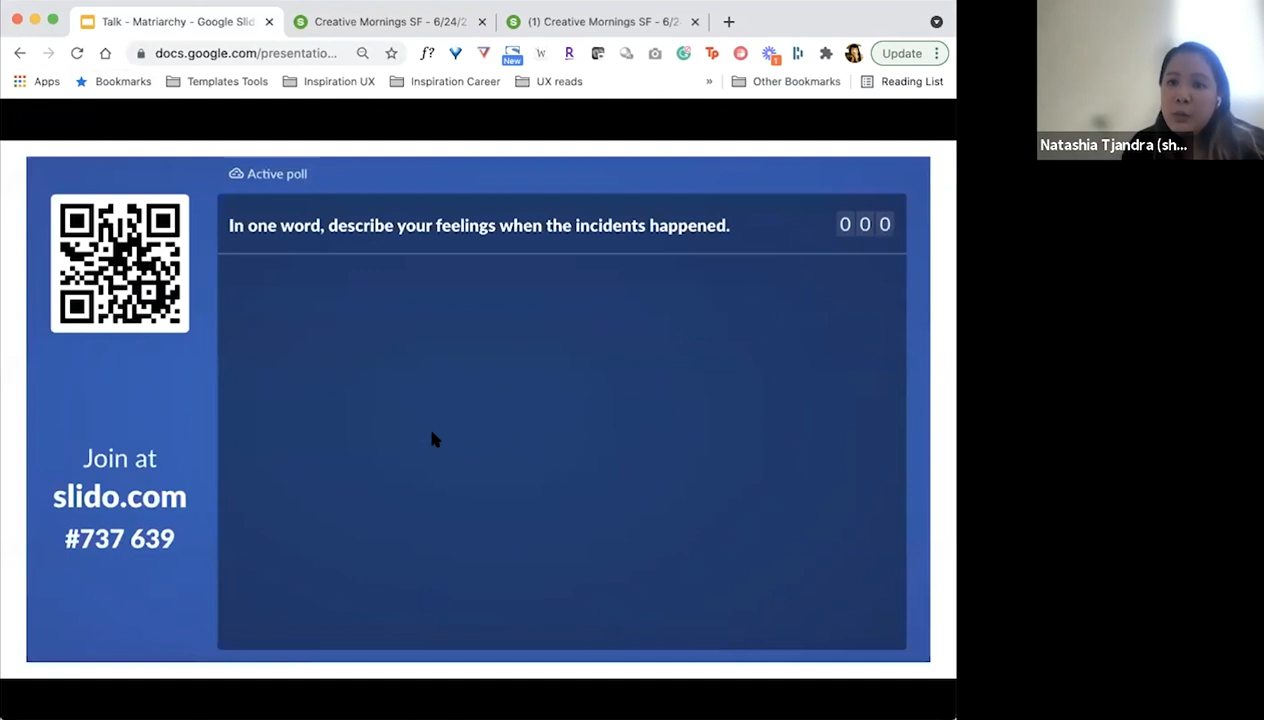 Talk - Matriarchy - Google Slid
Creative Mornings SF - 6/24/2
(1) Creative Mornings SF - 6/2
docs.google.com/presentatio...
f?
W
New
R
Tp
1
Update
Apps
Bookmarks
Templates Tools
Inspiration UX
Inspiration Career
UX reads
»
Other Bookmarks
Reading List
Natashia Tjandra (sh...
Active poll
In one word, describe your feelings when the incidents happened.
0 0 0
Join at
slido.com
#737 639